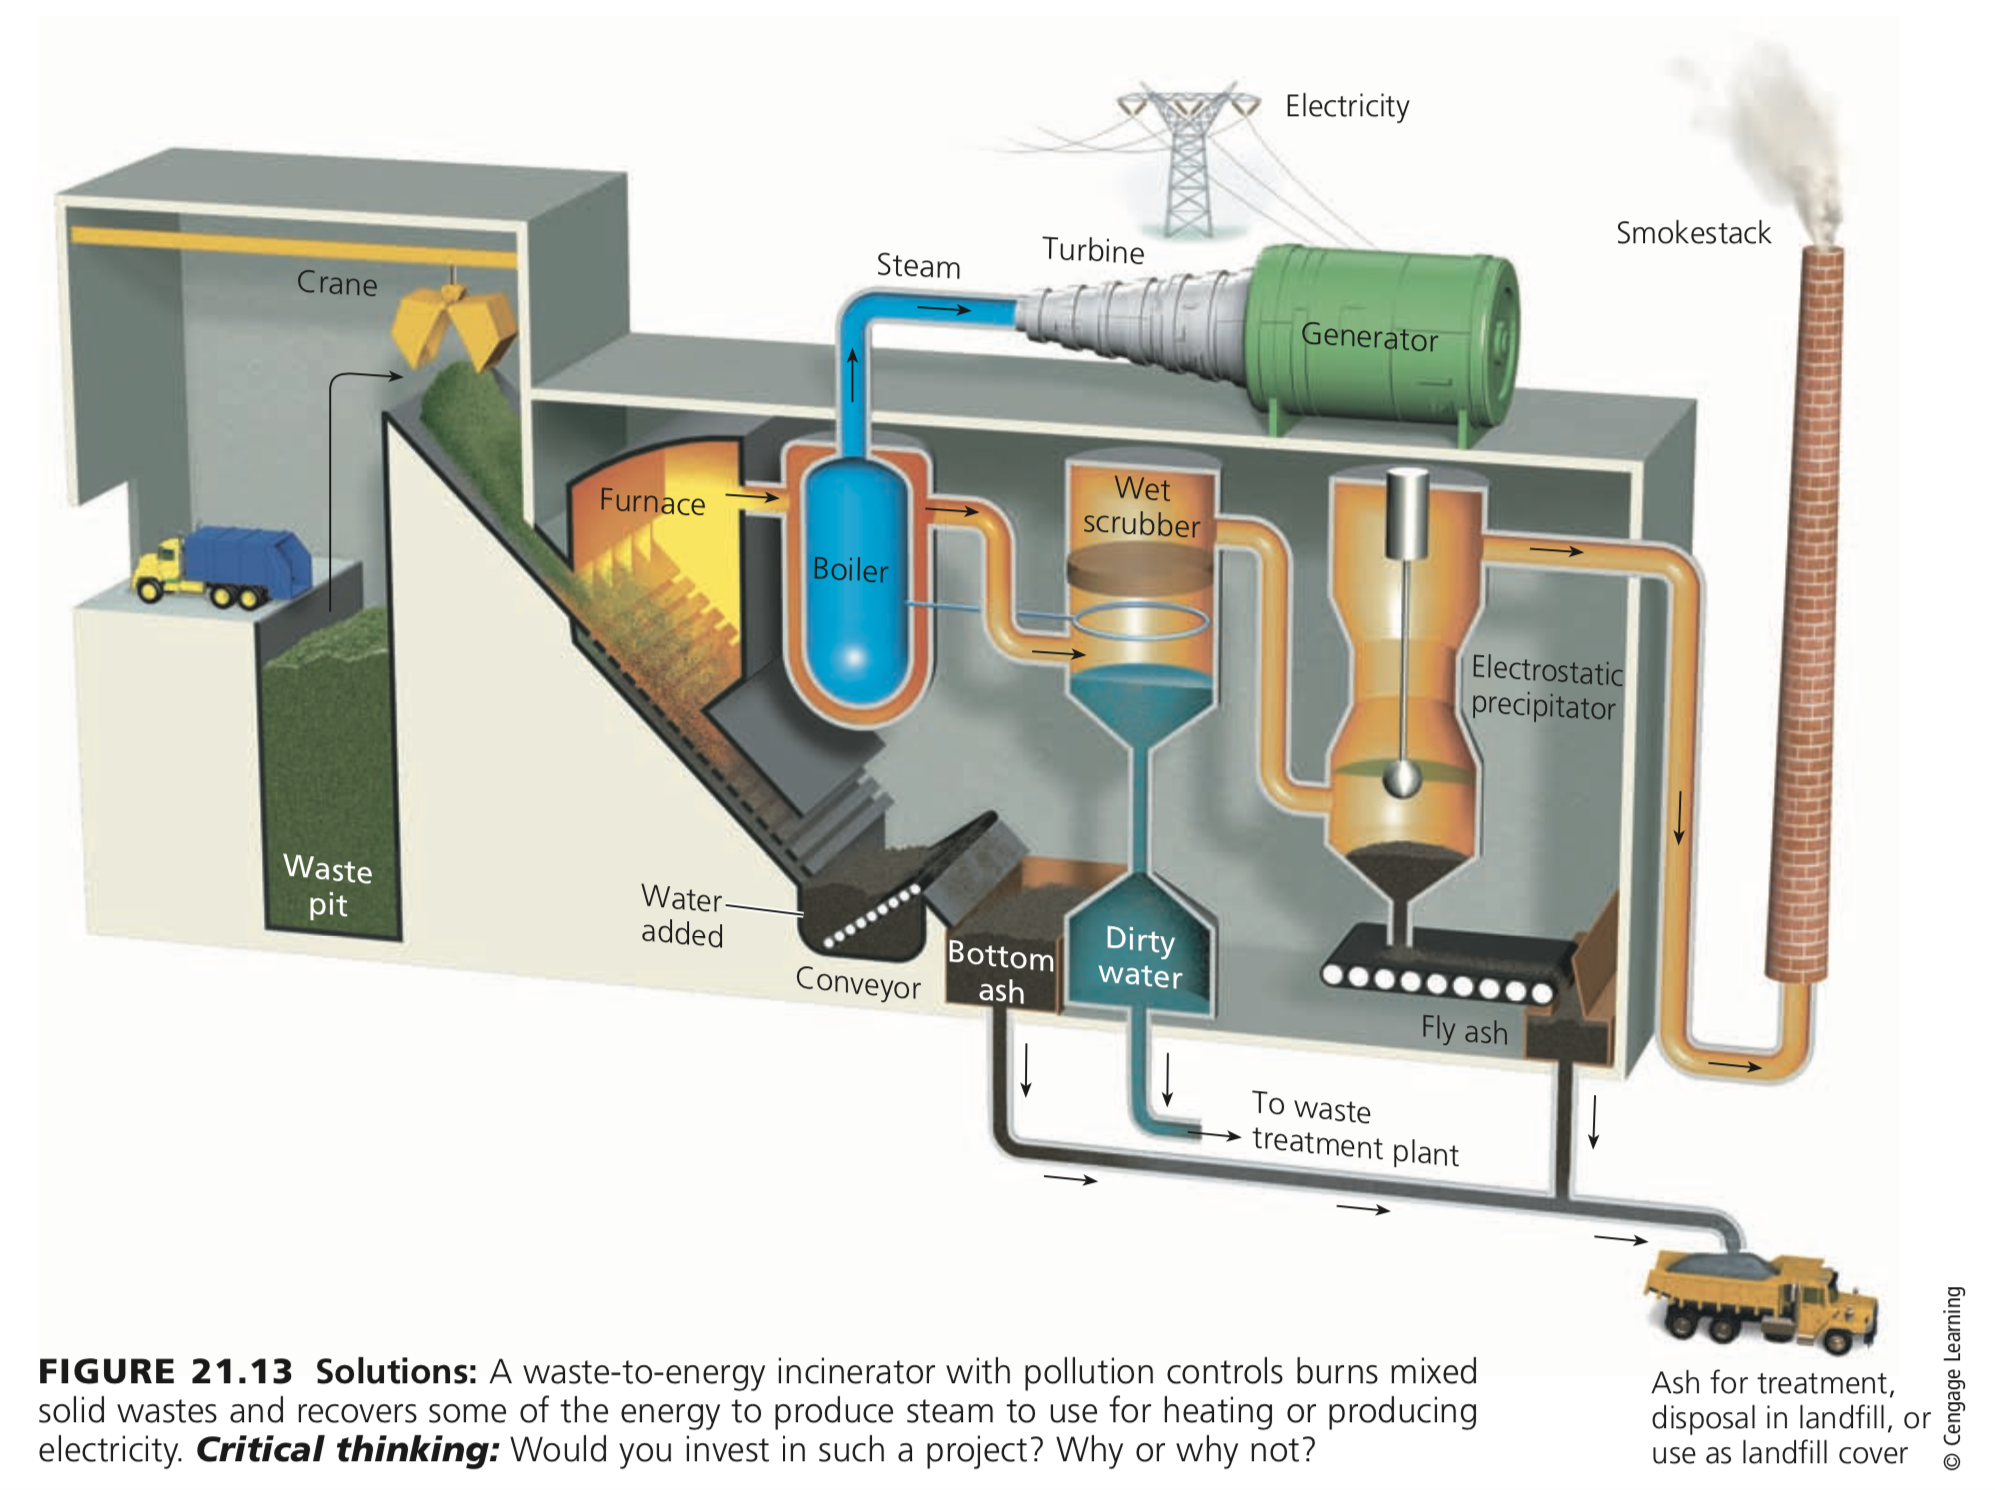 Electricity
Smokestack
Turbine
Steam
Crane
Generator
Furnace
Wet
scrubber
Boiler
Electrostatic
precipitator
Waste
pit
Water
added
Conveyor
Bottom
ash
Dirty
water
Fly ash
To waste
treatment plant
FIGURE 21.13 Solutions: A waste-to-energy incinerator with pollution controls burns mixed
solid wastes and recovers some of the energy to produce steam to use for heating or producing
electricity. Critical thinking: Would you invest in such a project? Why or why not?
Ash for treatment,
disposal in landfill, or
use as landfill cover
© Cengage Learning